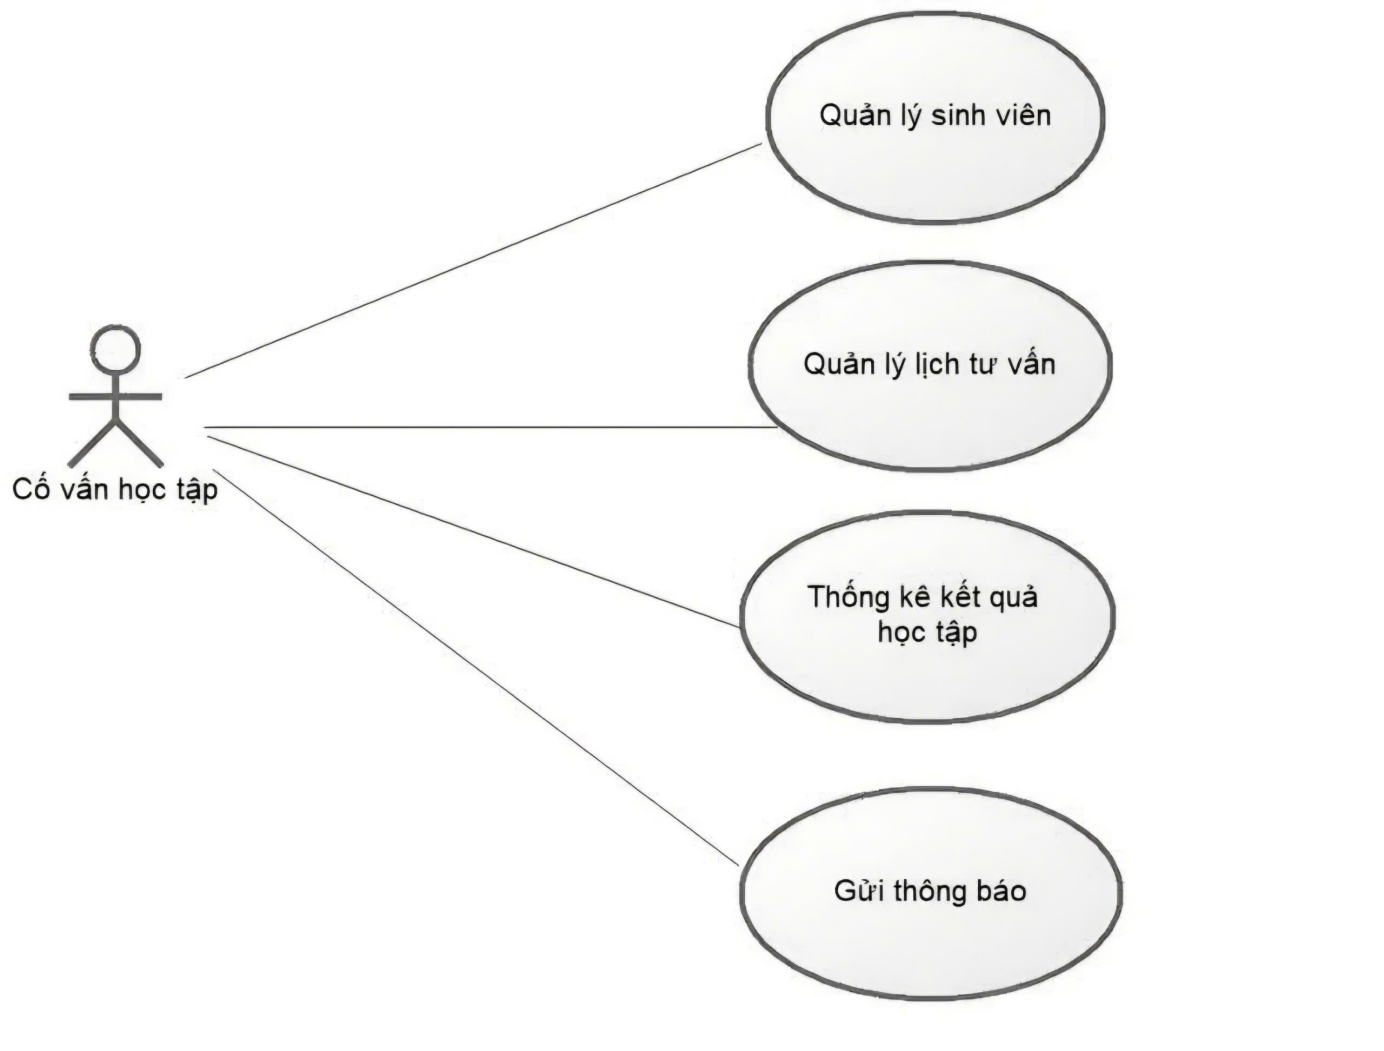 Quản lý sinh viên
Quản lý lịch tư vấn
Cố vấn học tập
Thống kê kết quả
học tập
Gửi thông báo